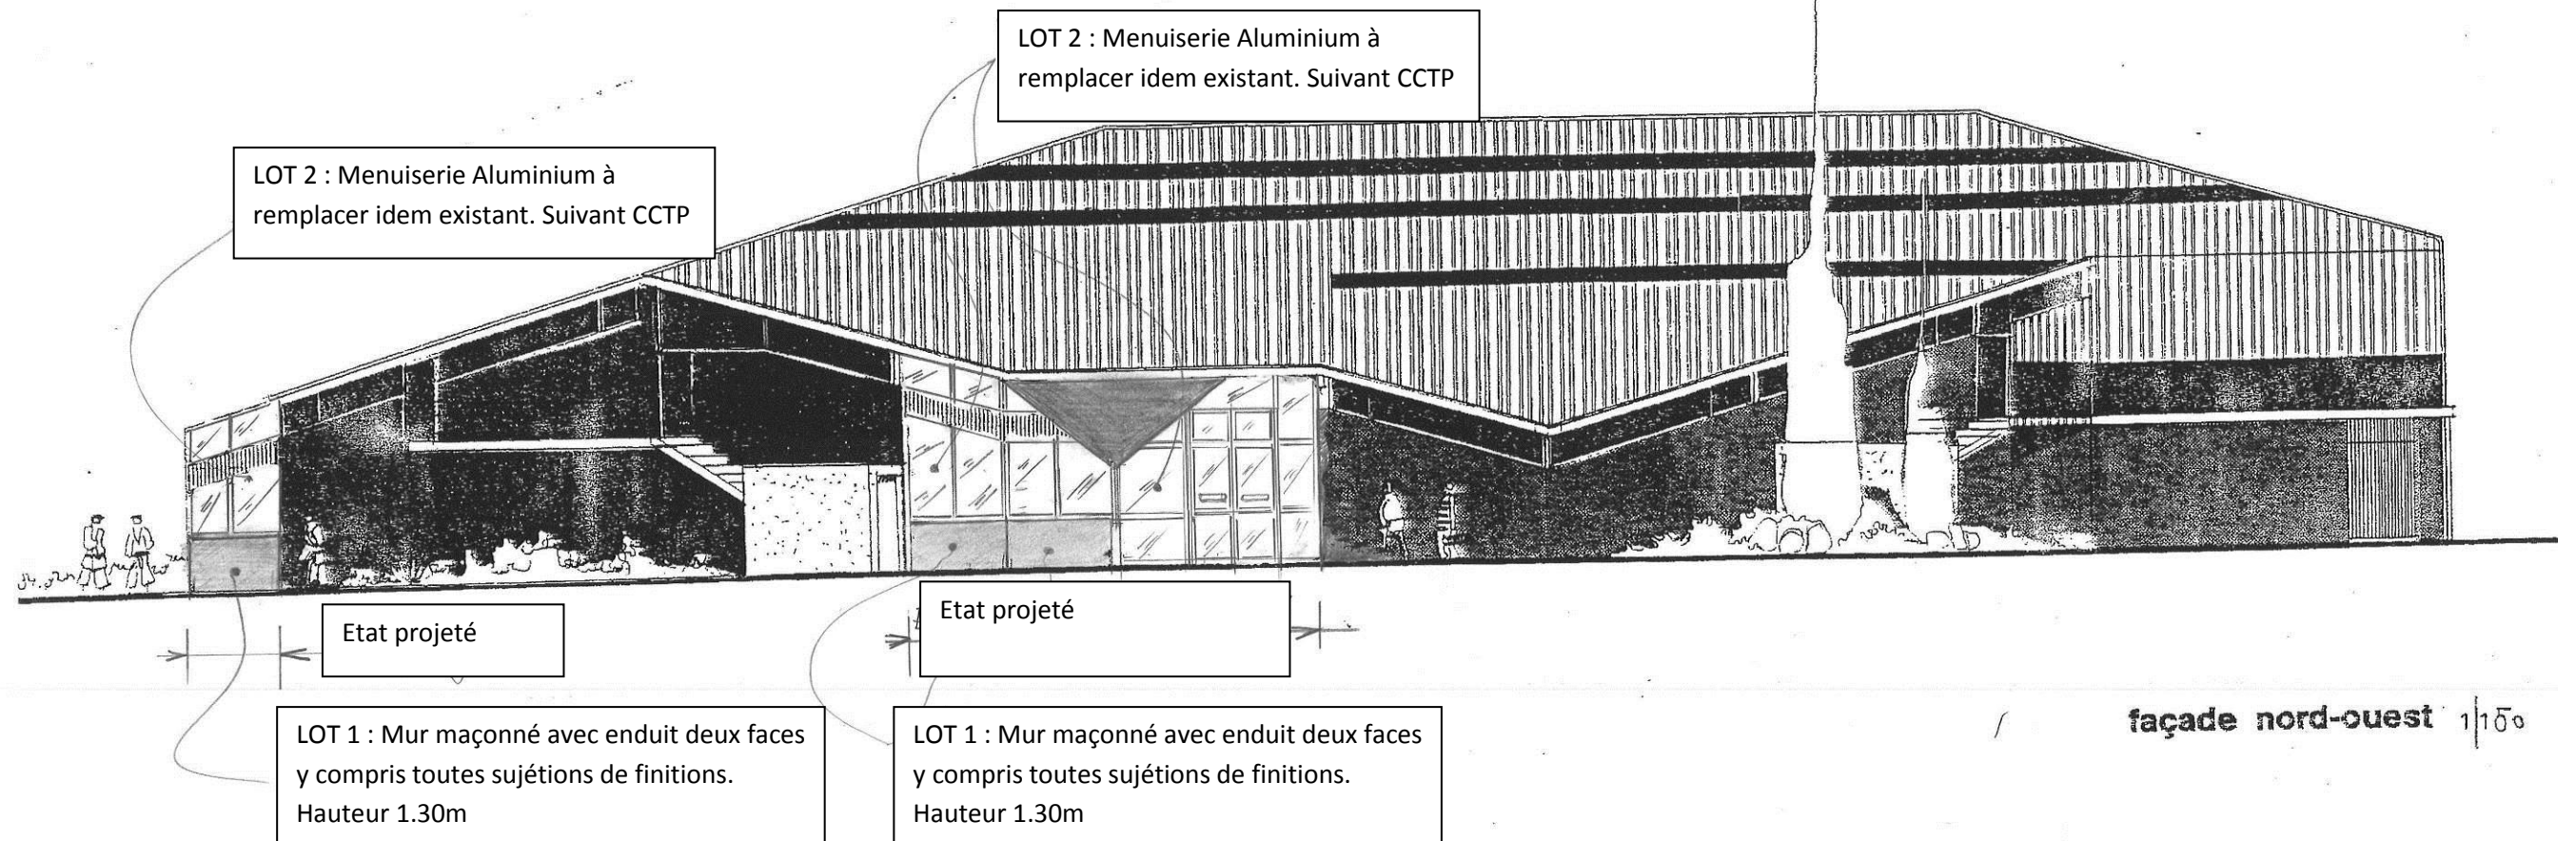 LOT 2 : Menuiserie Aluminium à
remplacer idem existant. Suivant CCTP
LOT 2 : Menuiserie Aluminium à
remplacer idem existant. Suivant CCTP
Etat projeté
Etat projeté
LOT 1 : Mur maçonné avec enduit deux faces
y compris toutes sujétions de finitions.
Hauteur 1.30m
LOT 1 : Mur maçonné avec enduit deux faces
y compris toutes sujétions de finitions.
Hauteur 1.30m
façade nord-ouest 1|100